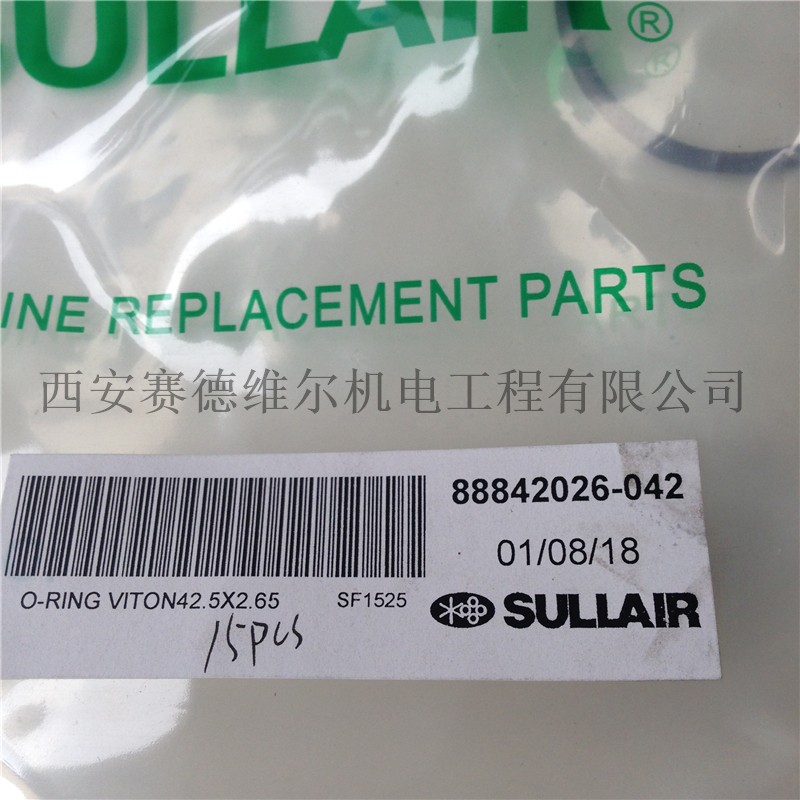 SULLAIR®
INE REPLACEMENT PARTS
西安赛德维尔机电工程有限公司
88842026-042
01/08/18
O-RING VITON42.5X2.65 SF1525
SULLAIR
15pcs